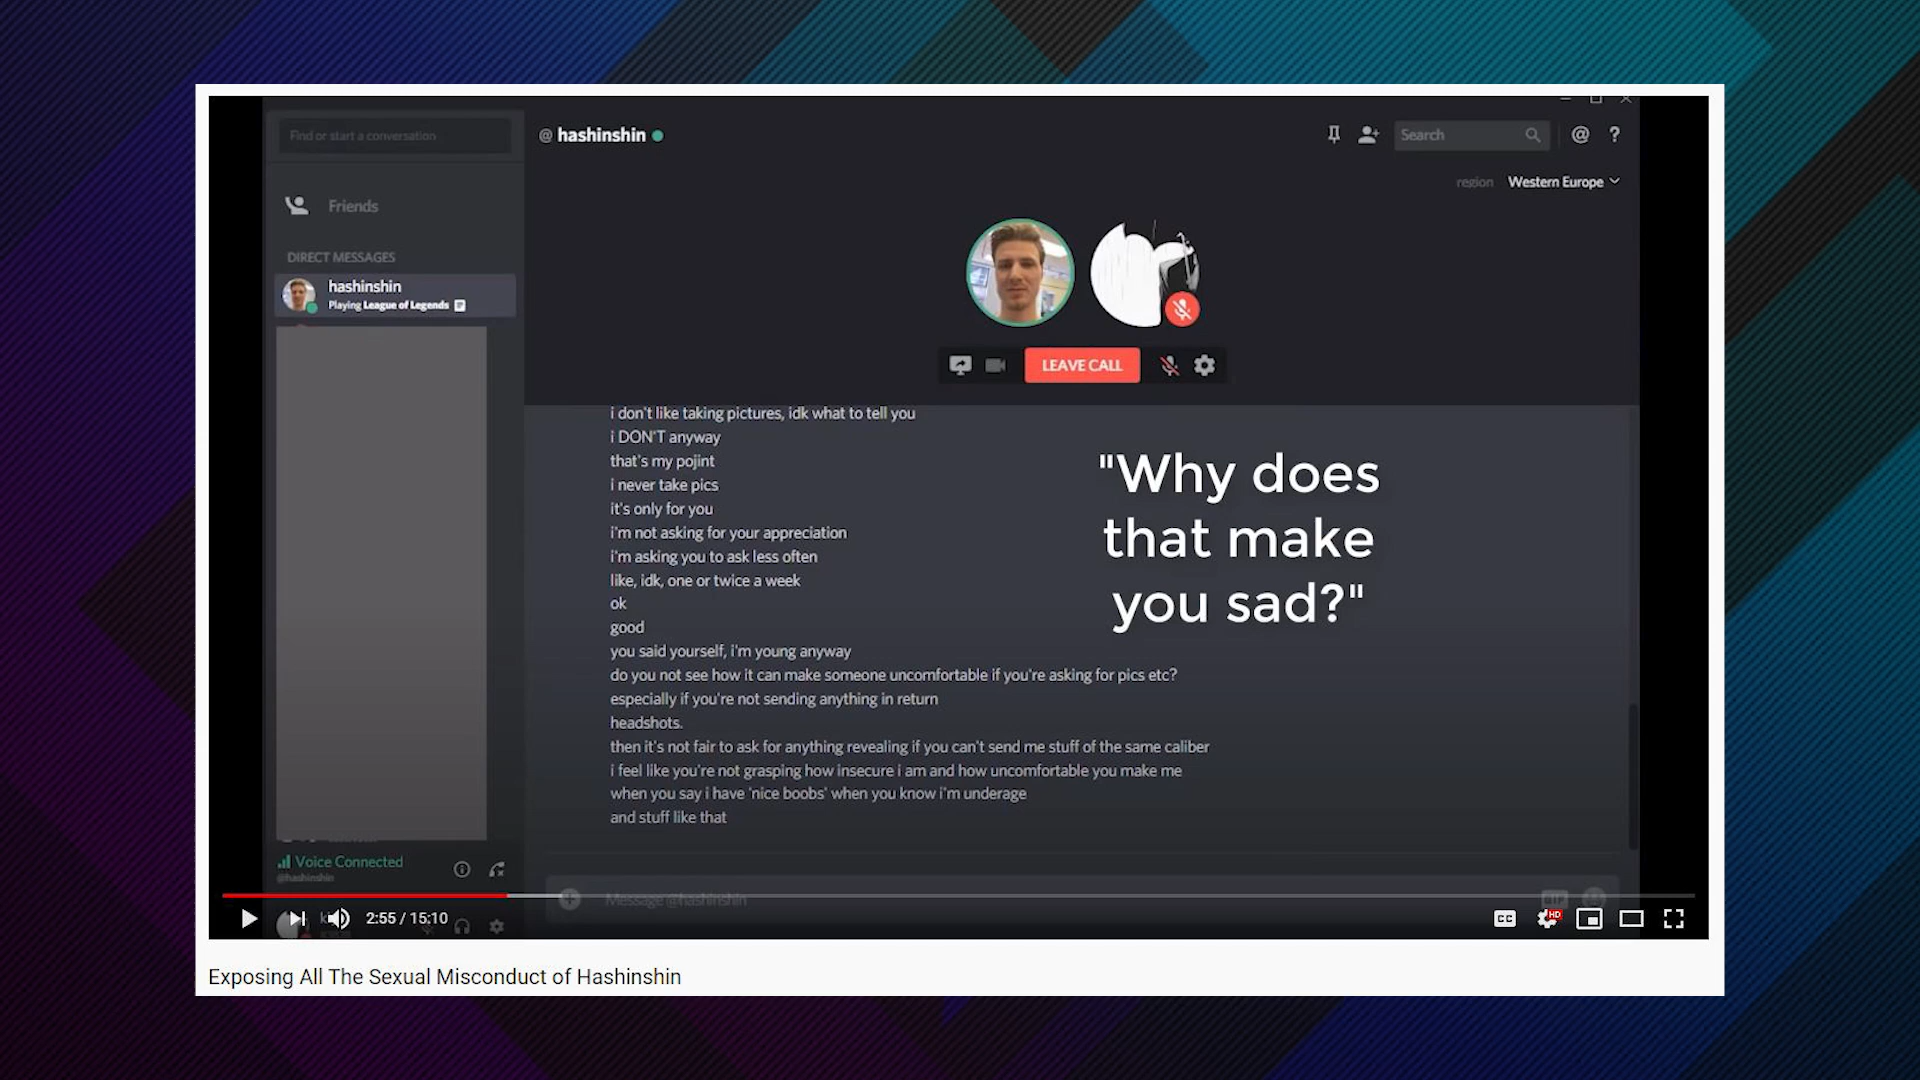 Find or start a conversation
@ hashinshin
Search
@ ?
region Western Europe
Friends
DIRECT MESSAGES
hashinshin
Playing League of Legends
LEAVE CALL
i don't like taking pictures, idk what to tell you
i DON'T anyway
that's my pojint
i never take pics
it's only for you
i'm not asking for your appreciation
i'm asking you to ask less often
like, idk, one or twice a week
ok
good
you said yourself, i'm young anyway
do you not see how it can make someone uncomfortable if you're asking for pics etc?
especially if you're not sending anything in return
headshots.
then it's not fair to ask for anything revealing if you can't send me stuff of the same caliber
i feel like you're not grasping how insecure i am and how uncomfortable you make me
when you say i have 'nice boobs' when you know i'm underage
and stuff like that
"Why does
that make
you sad?"
Voice Connected
@hashinshin
Message @hashinshin
GIF
2:55 / 15:10
CC
HD
Exposing All The Sexual Misconduct of Hashinshin